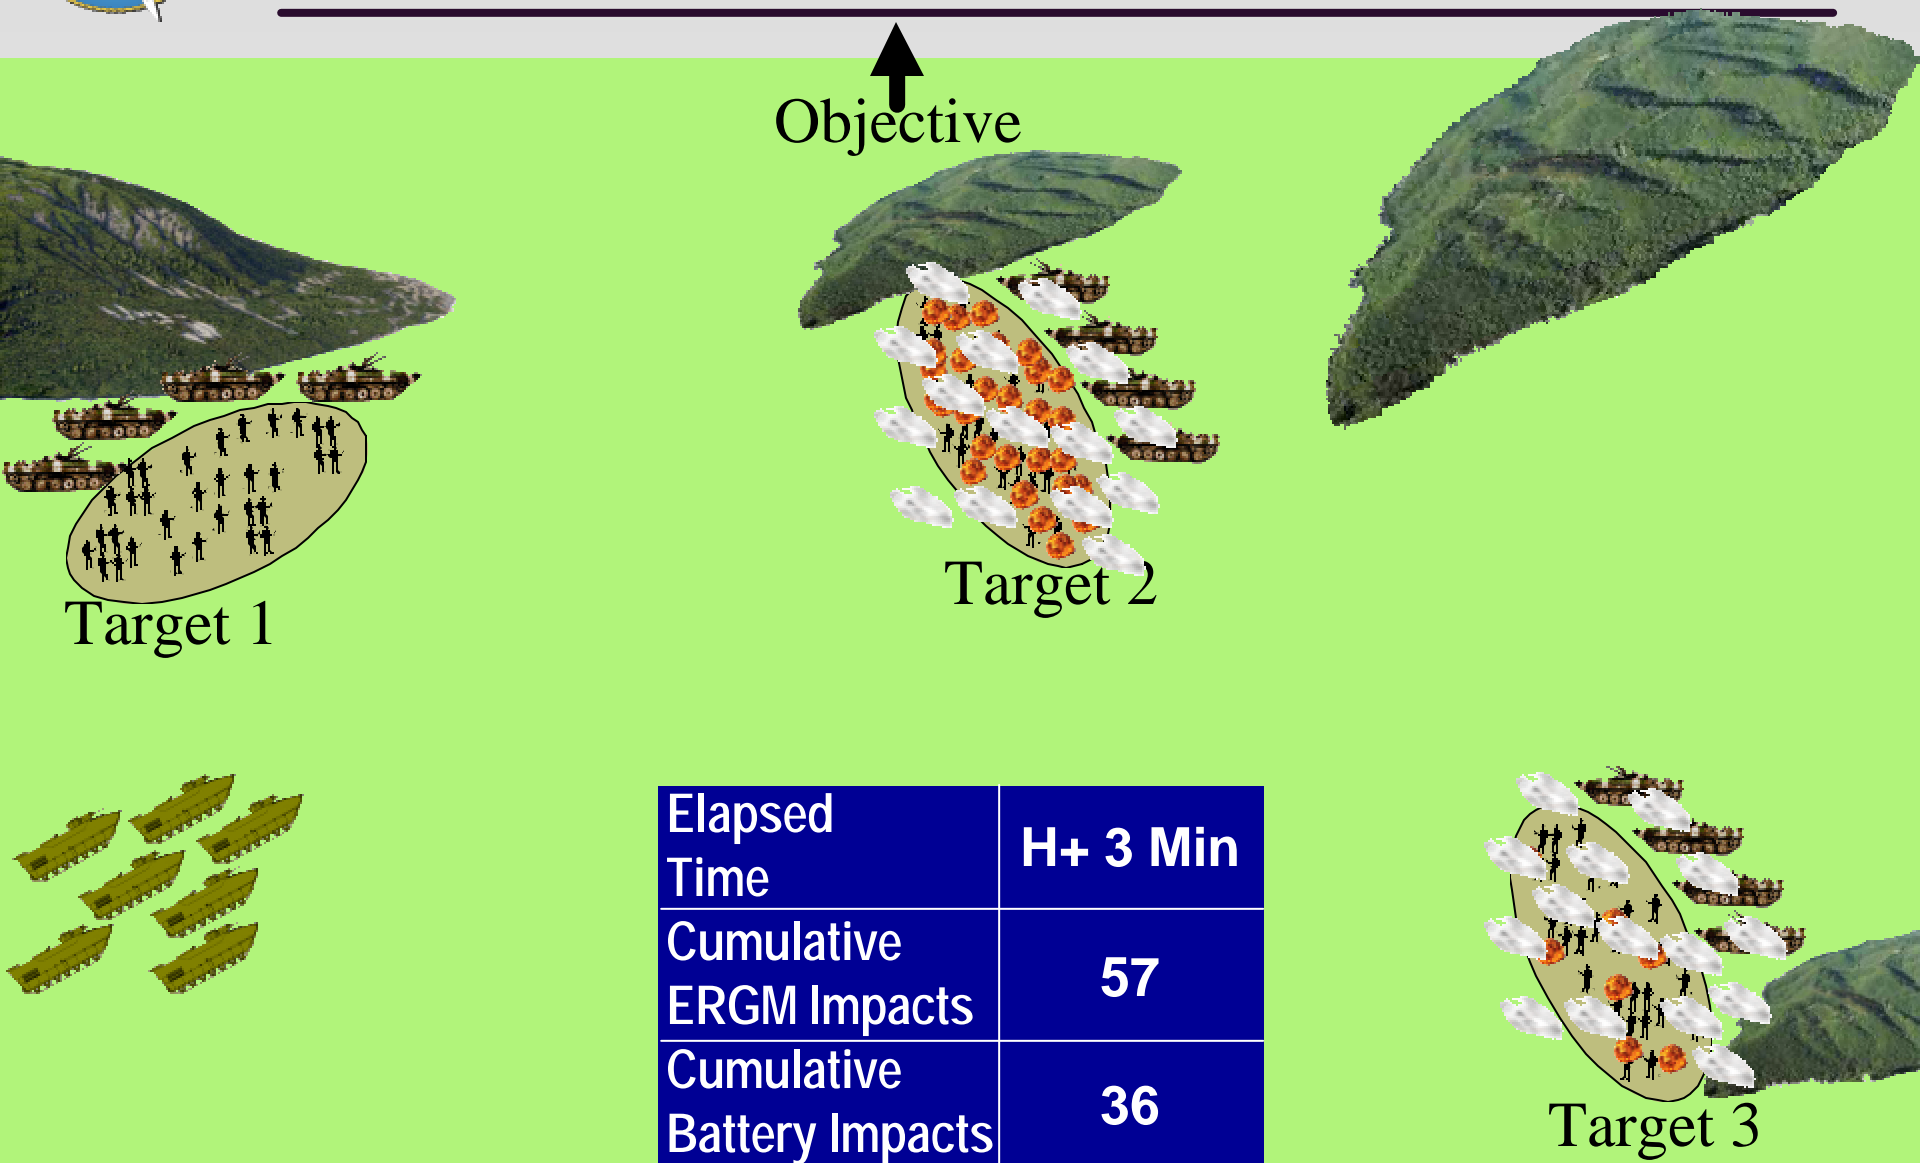 Objective
Target 1
Target 2
Elapsed
Time
H+ 3 Min
Cumulative
ERGM Impacts
57
Cumulative
Battery Impacts
36
Target 3